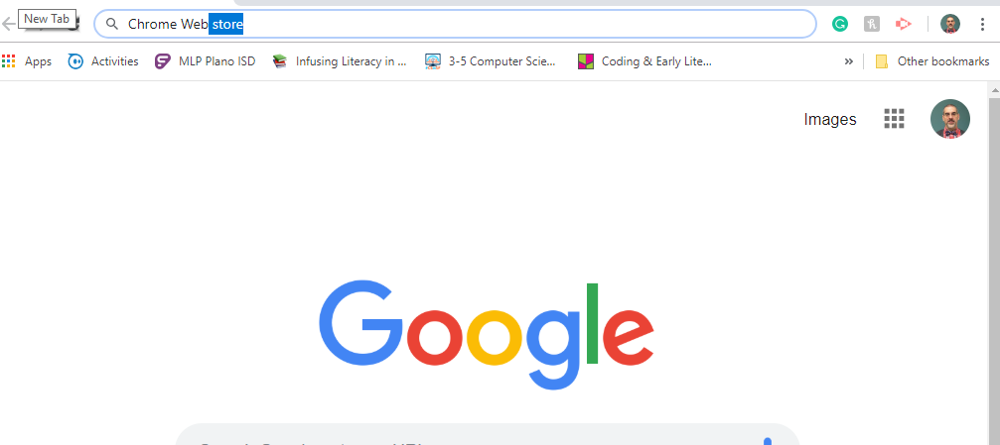 New Tab
Chrome Web store
Apps Activities MLP Plano ISD Infusing Literacy in ... 3-5 Computer Scie... Coding & Early Lite... » Other bookmarks
Images
Google